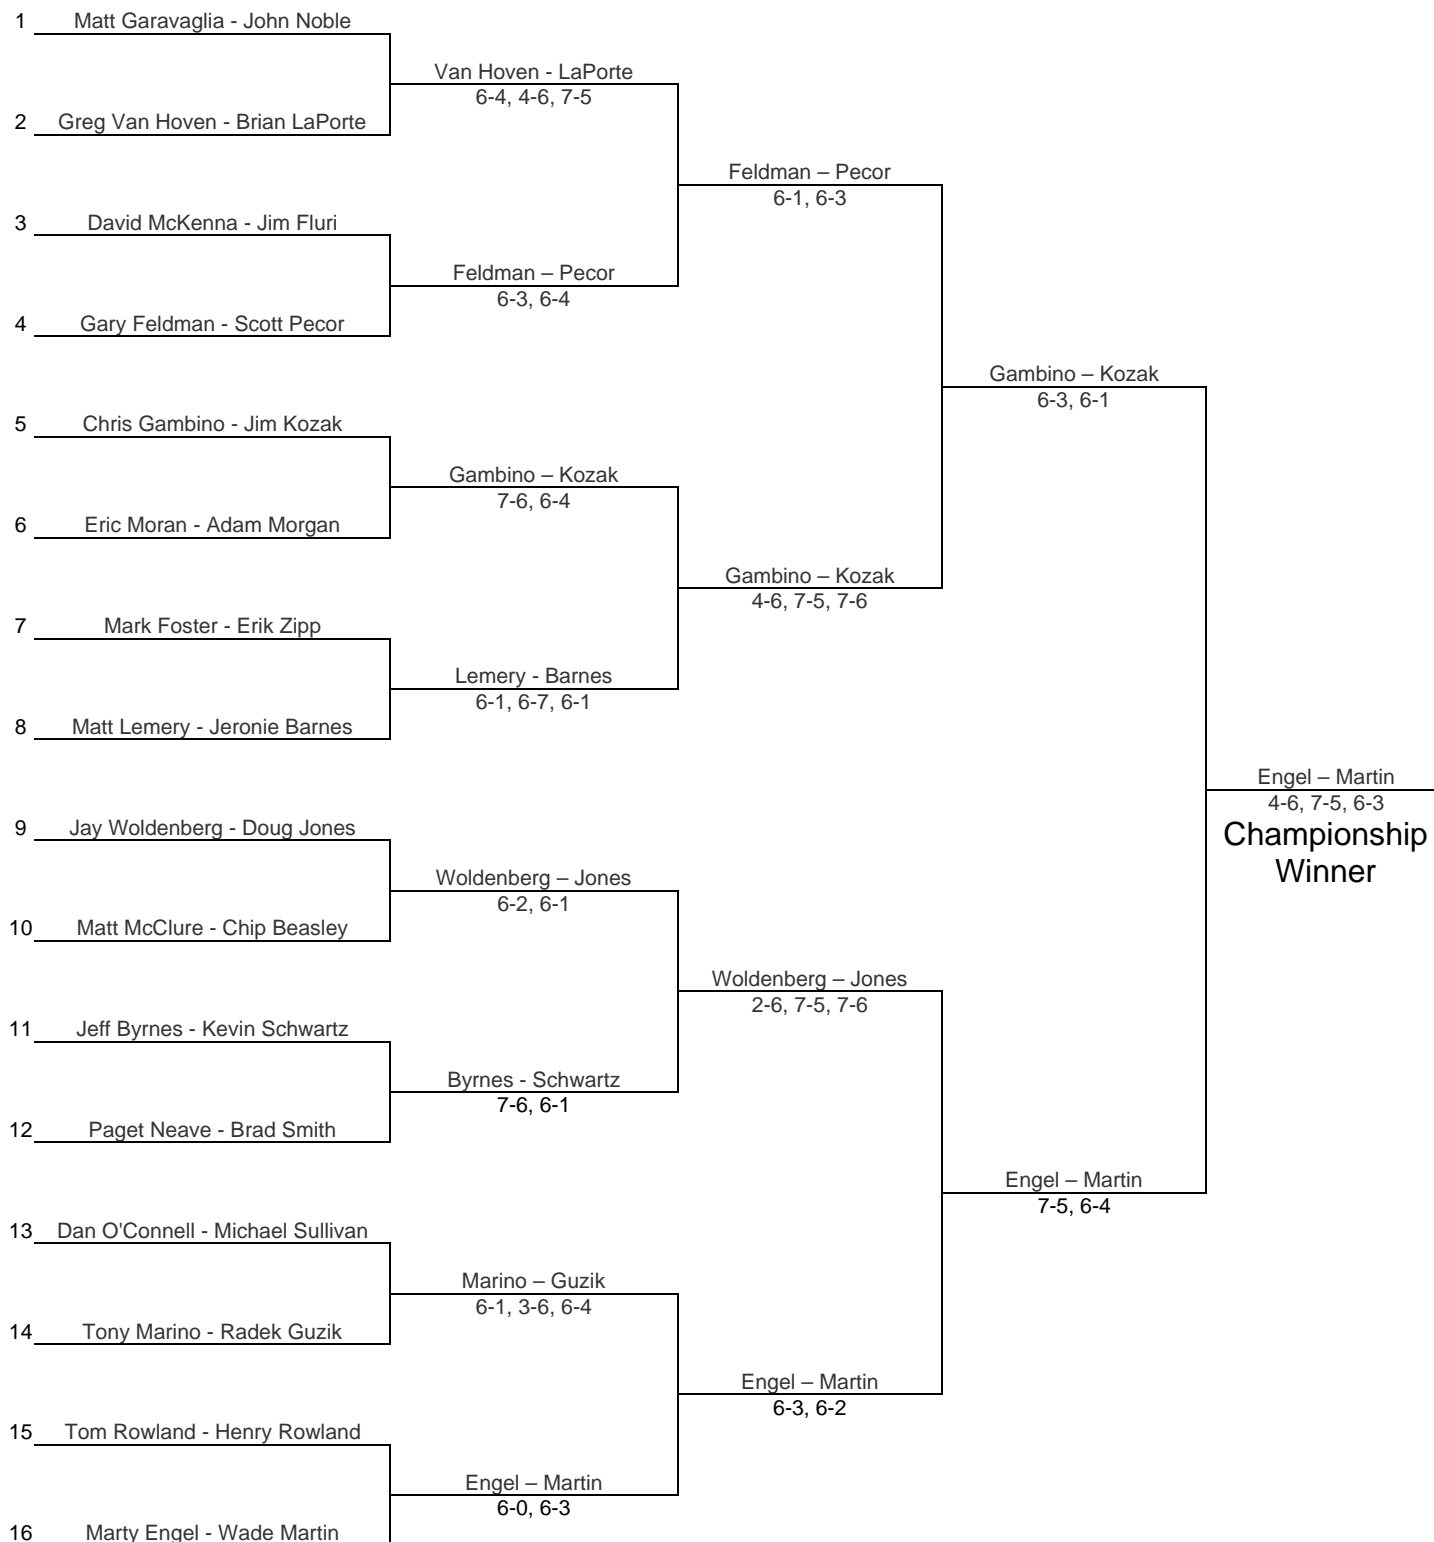 1 Matt Garavaglia - John Noble
Van Hoven - LaPorte
6-4, 4-6, 7-5
2 Greg Van Hoven - Brian LaPorte
Feldman – Pecor
6-1, 6-3
3 David McKenna - Jim Fluri
Feldman – Pecor
6-3, 6-4
4 Gary Feldman - Scott Pecor
Gambino – Kozak
6-3, 6-1
5 Chris Gambino - Jim Kozak
Gambino – Kozak
7-6, 6-4
6 Eric Moran - Adam Morgan
Gambino – Kozak
4-6, 7-5, 7-6
7 Mark Foster - Erik Zipp
Lemery - Barnes
6-1, 6-7, 6-1
8 Matt Lemery - Jeronie Barnes
Engel – Martin
4-6, 7-5, 6-3
Championship
Winner
9 Jay Woldenberg - Doug Jones
Woldenberg – Jones
6-2, 6-1
10 Matt McClure - Chip Beasley
Woldenberg – Jones
2-6, 7-5, 7-6
11 Jeff Byrnes - Kevin Schwartz
Byrnes - Schwartz
7-6, 6-1
12 Paget Neave - Brad Smith
Engel – Martin
7-5, 6-4
13 Dan O'Connell - Michael Sullivan
Marino – Guzik
6-1, 3-6, 6-4
14 Tony Marino - Radek Guzik
Engel – Martin
6-3, 6-2
15 Tom Rowland - Henry Rowland
Engel – Martin
6-0, 6-3
16 Marty Engel - Wade Martin